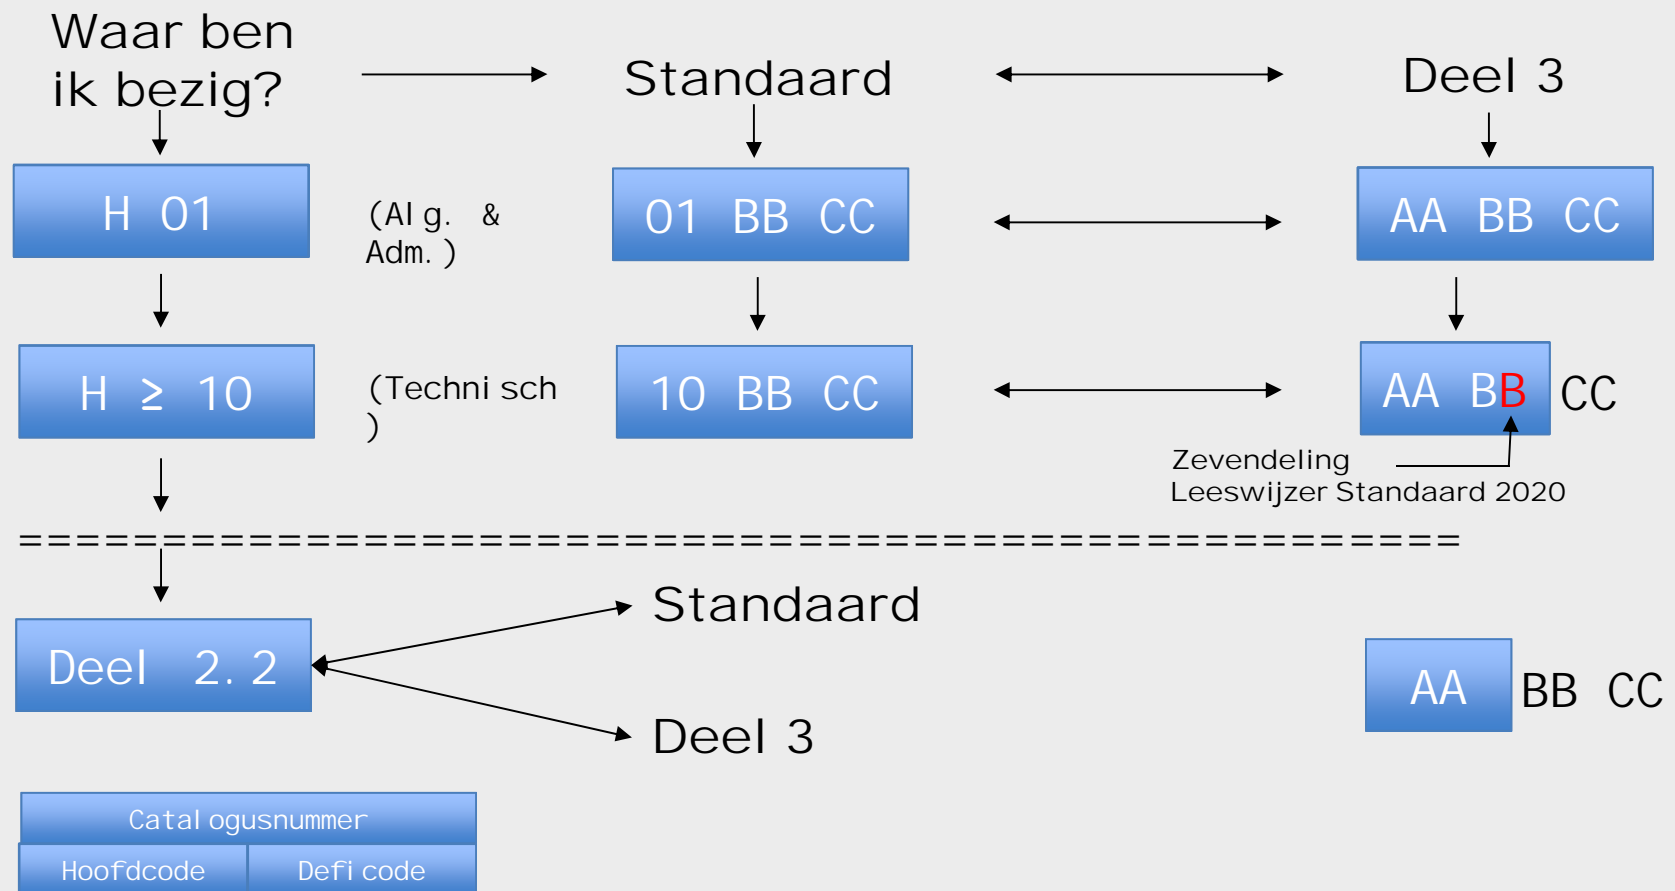 Waar ben
ik bezig?
Standaard
Deel 3
H 01
(Alg. &
Adm.)
01 BB CC
AA BB CC
H ≥ 10
(Technisch
)
10 BB CC
AA BB CC
Zevendeling
Leeswijzer Standaard 2020
===================================================
Deel 2.2
Standaard
Deel 3
AA BB CC
Catalogusnummer
Hoofdcode
Deficode